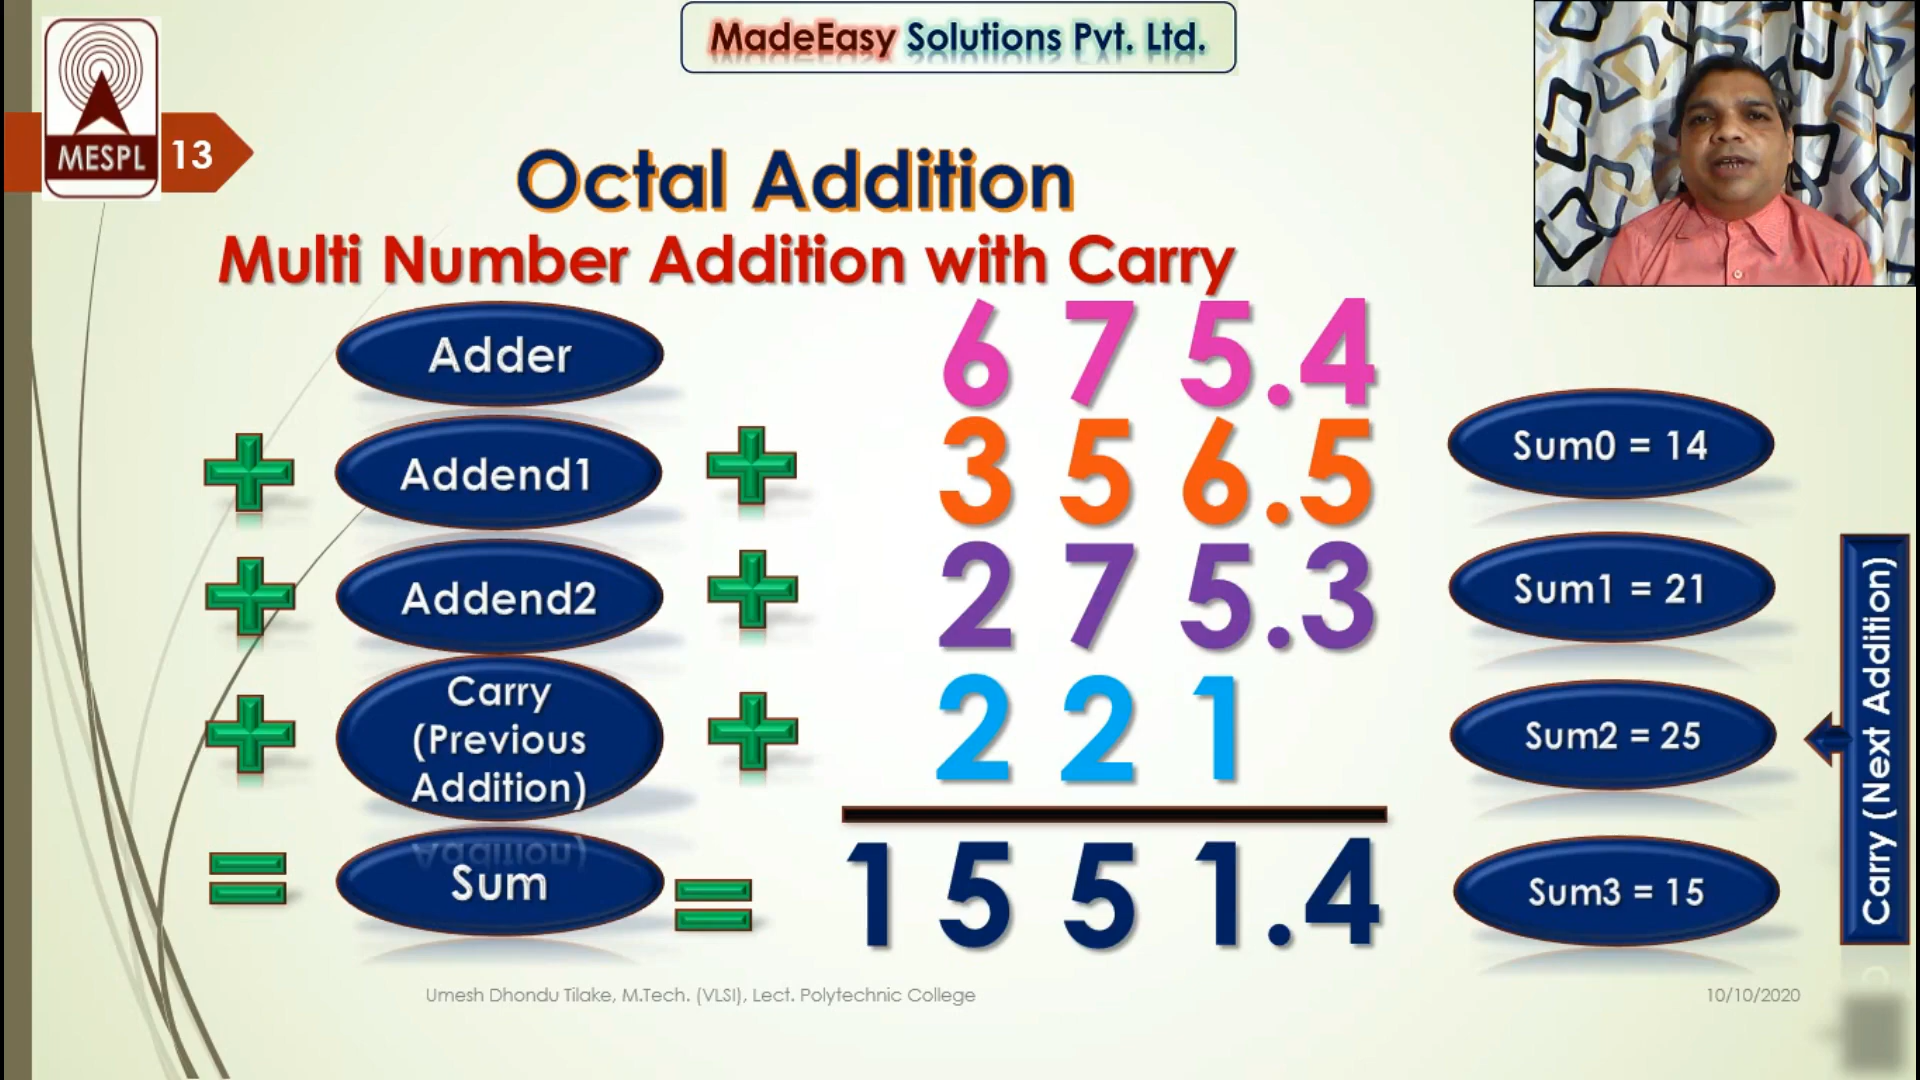 MadeEasy Solutions Pvt. Ltd.
MESPL
13
Octal Addition
Multi Number Addition with Carry
Adder
6 7 5.4
+ Addend1 + 3 5 6.5
Sum0 = 14
+ Addend2 + 2 7 5.3
Sum1 = 21
+ Carry
(Previous
Addition)
+ 2 2 1
Sum2 = 25
= Sum = 1 5 5 1.4
Sum3 = 15
Carry (Next Addition)
Umesh Dhondu Tilake, M.Tech. (VLSI), Lect. Polytechnic College
10/10/2020